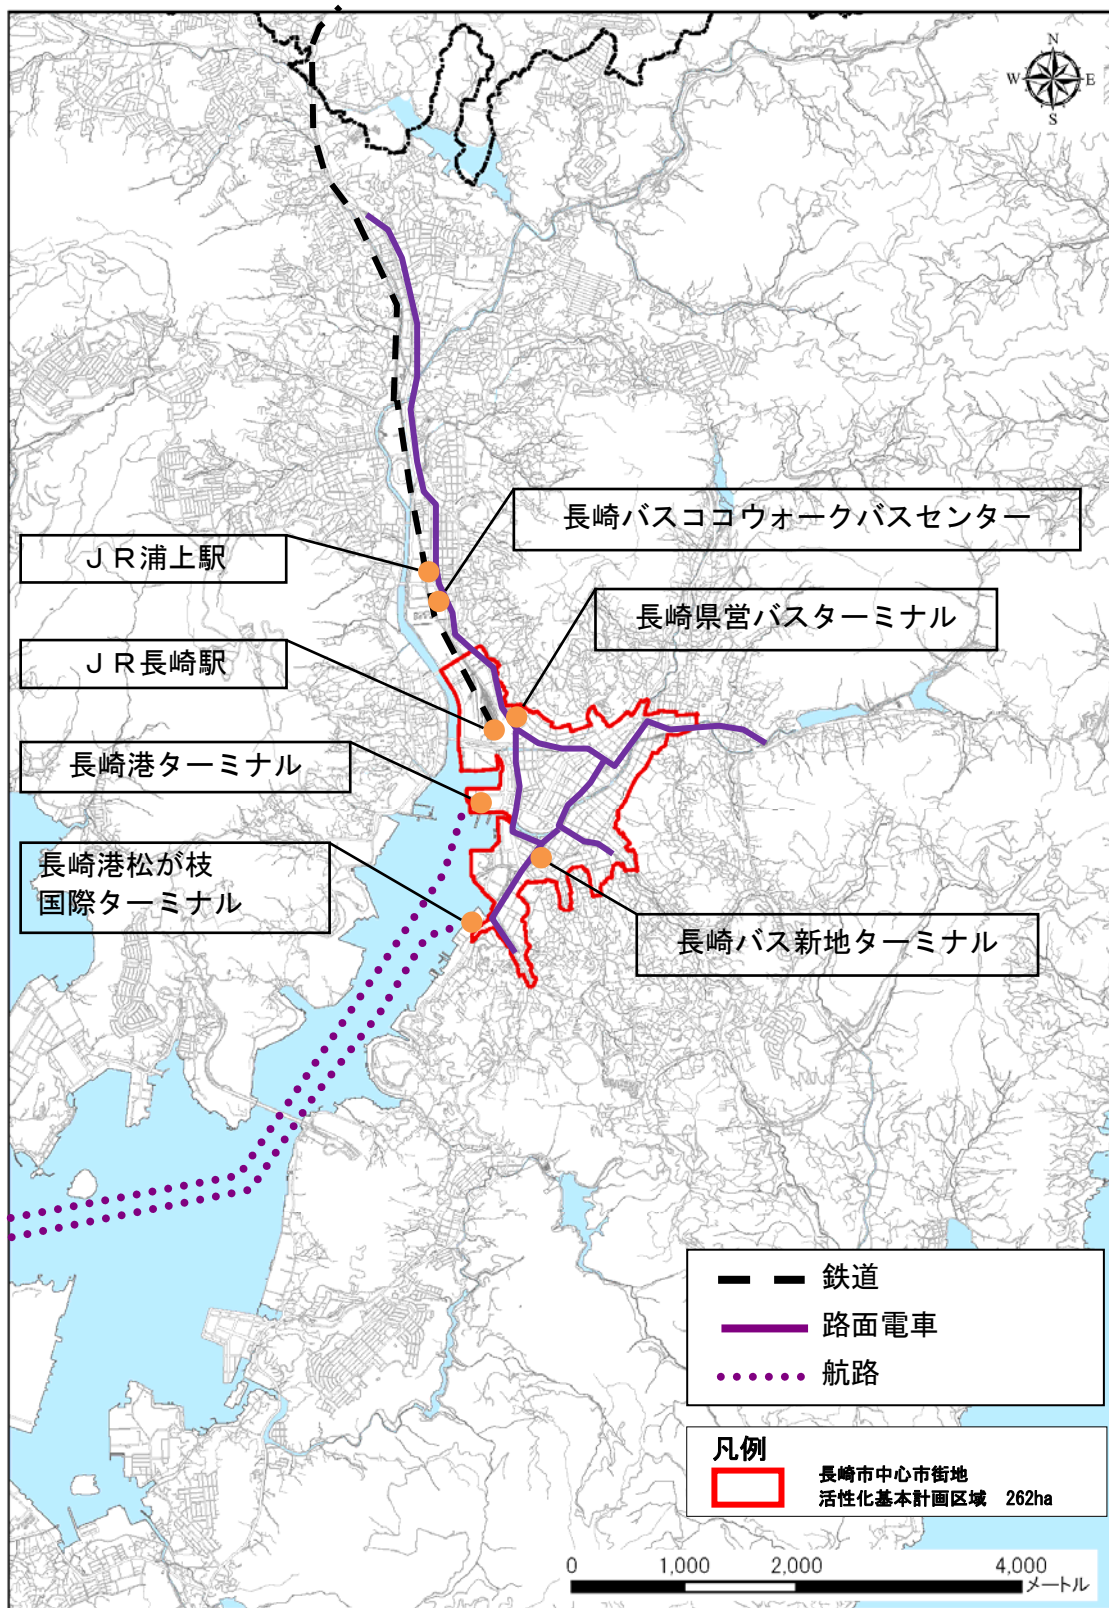 N
W
E
S
長崎バスココウォークバスセンター
ＪＲ浦上駅
長崎県営バスターミナル
ＪＲ長崎駅
長崎港ターミナル
長崎港松が枝
国際ターミナル
長崎バス新地ターミナル
鉄道
路面電車
航路
凡例
長崎市中心市街地
活性化基本計画区域 262ha
0 1,000 2,000 4,000
メートル